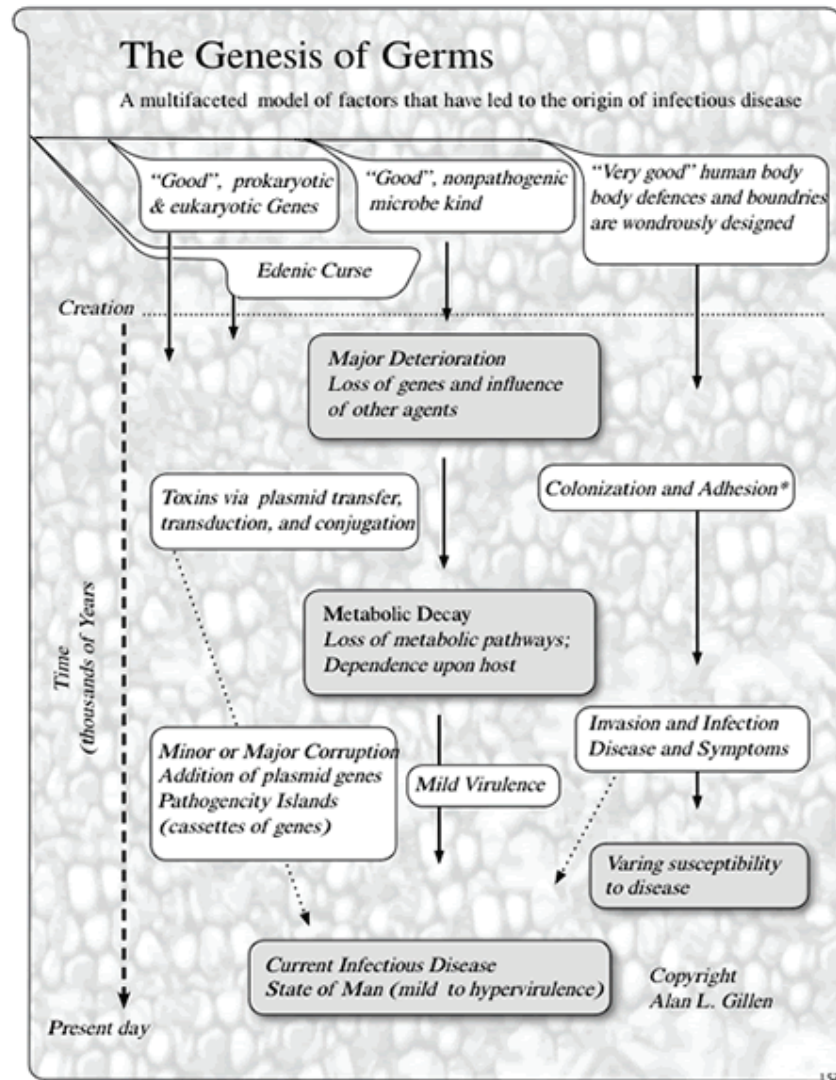 The Genesis of Germs
A multifaceted model of factors that have led to the origin of infectious disease
"Good", prokaryotic
& eukaryotic Genes
"Good", nonpathogenic
microbe kind
"Very good" human body
body defences and boundries
are wondrously designed
Edenic Curse
Creation
Major Deterioration
Loss of genes and influence
of other agents
Toxins via plasmid transfer,
transduction, and conjugation
Colonization and Adhesion*
Time
(thousands of Years)
Metabolic Decay
Loss of metabolic pathways;
Dependence upon host
Minor or Major Corruption
Addition of plasmid genes
Pathogencity Islands
(cassettes of genes)
Mild Virulence
Invasion and Infection
Disease and Symptoms
Varing susceptibility
to disease
Current Infectious Disease
State of Man (mild to hypervirulence)
Copyright
Alan L. Gillen
Present day